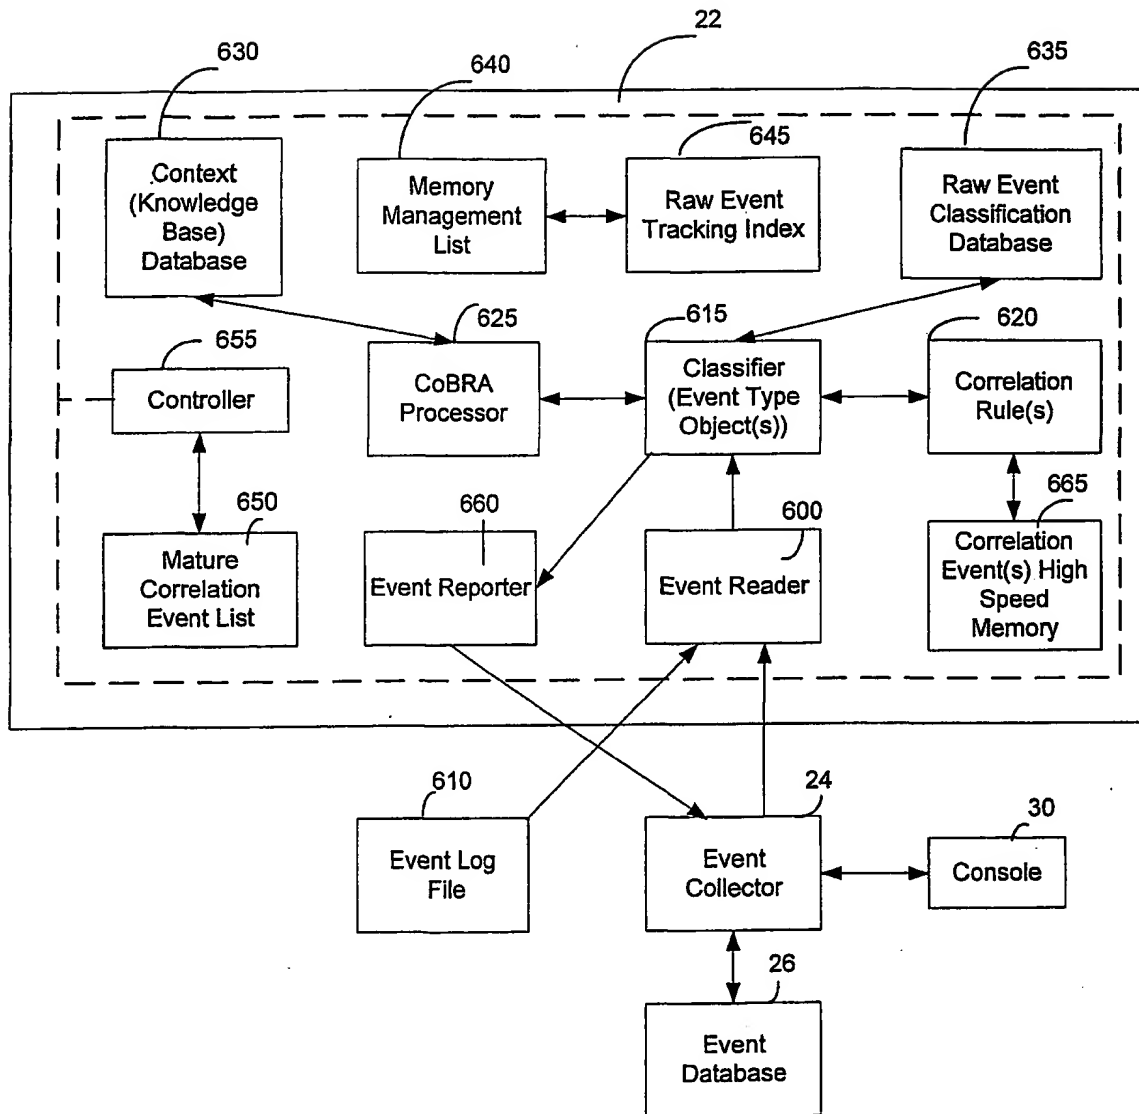 22
630
640
635
645
Context
(Knowledge
Base)
Database
Memory
Management
List
Raw Event
Tracking Index
Raw Event
Classification
Database
655
625
615
620
Controller
CoBRA
Processor
Classifier
(Event Type
Object(s))
Correlation
Rule(s)
650
660
600
665
Mature
Correlation
Event List
Event Reporter
Event Reader
Correlation
Event(s) High
Speed
Memory
610
24
30
Event Log
File
Event
Collector
Console
26
Event
Database